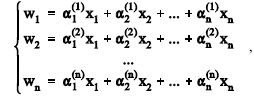 w₁ = α₁⁽¹⁾x₁ + α₂⁽¹⁾x₂ + ... + αₙ⁽¹⁾xₙ
w₂ = α₁⁽²⁾x₁ + α₂⁽²⁾x₂ + ... + αₙ⁽²⁾xₙ
... ,
wₙ = α₁⁽ⁿ⁾x₁ + α₂⁽ⁿ⁾x₂ + ... + αₙ⁽ⁿ⁾xₙ